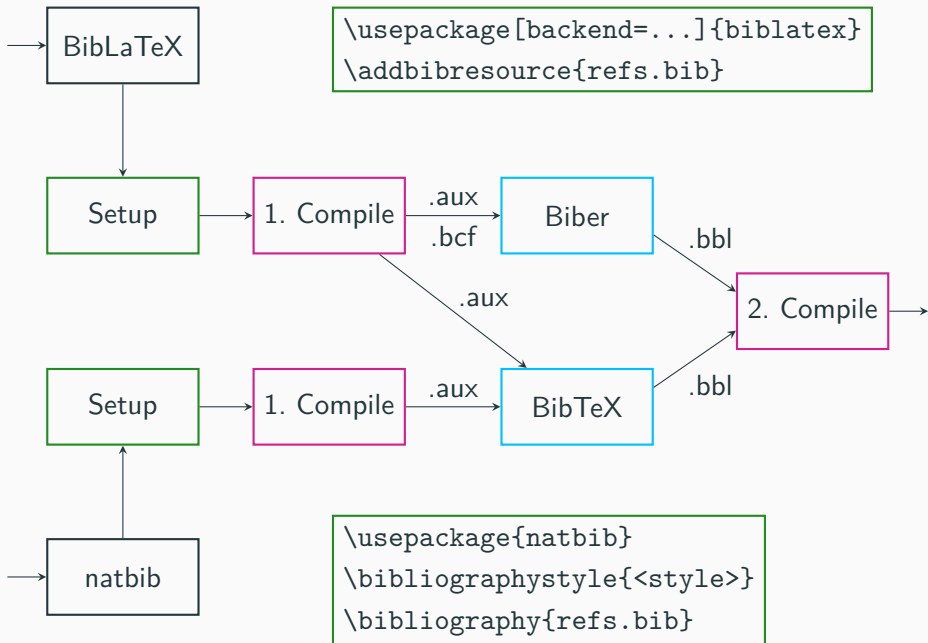 BibLaTeX
\usepackage[backend=...]{biblatex}
\addbibresource{refs.bib}
Setup
1. Compile
.aux
.bcf
Biber
.bbl
.aux
2. Compile
Setup
1. Compile
.aux
BibTeX
.bbl
natbib
\usepackage{natbib}
\bibliographystyle{<style>}
\bibliography{refs.bib}